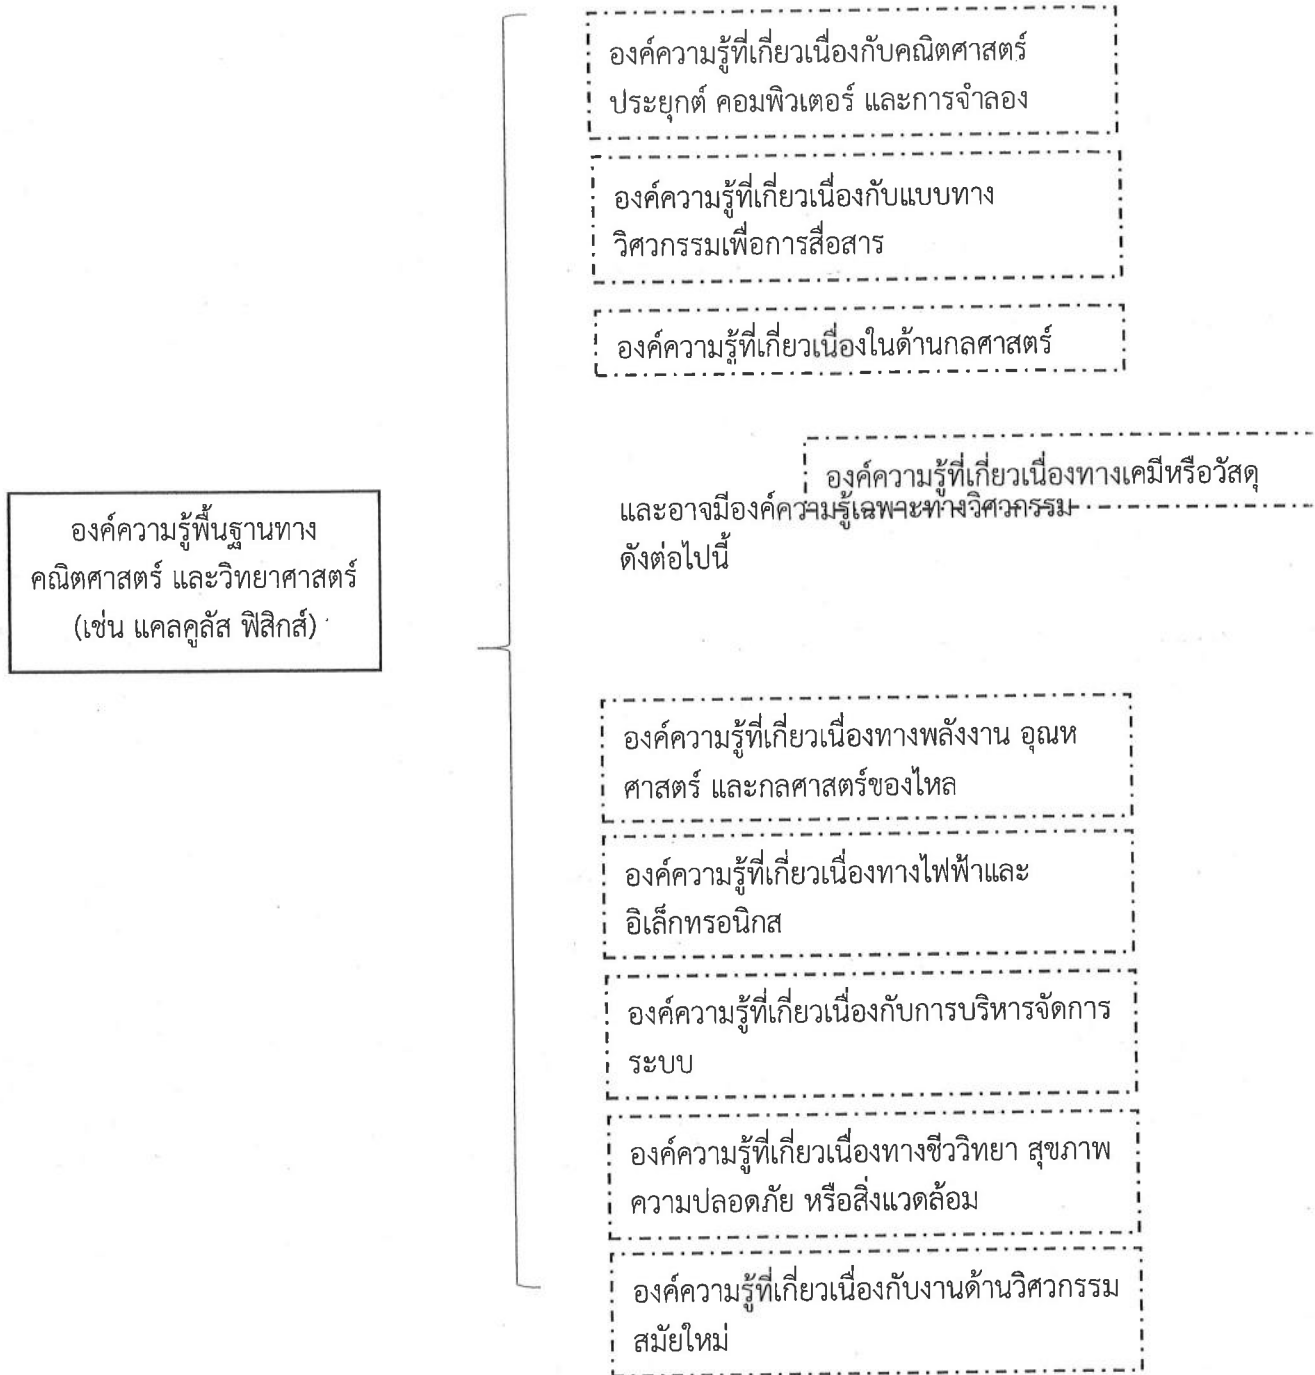 องค์ความรู้ที่เกี่ยวเนื่องกับคณิตศาสตร์
ประยุกต์ คอมพิวเตอร์ และการจำลอง
องค์ความรู้ที่เกี่ยวเนื่องกับแบบทาง
วิศวกรรมเพื่อการสื่อสาร
องค์ความรู้ที่เกี่ยวเนื่องในด้านกลศาสตร์
องค์ความรู้ที่เกี่ยวเนื่องทางเคมีหรือวัสดุ
และอาจมีองค์ความรู้เฉพาะทางวิศวกรรม
ดังต่อไปนี้
องค์ความรู้พื้นฐานทาง
คณิตศาสตร์ และวิทยาศาสตร์
(เช่น แคลคูลัส ฟิสิกส์)
องค์ความรู้ที่เกี่ยวเนื่องทางพลังงาน อุณห
ศาสตร์ และกลศาสตร์ของไหล
องค์ความรู้ที่เกี่ยวเนื่องทางไฟฟ้าและ
อิเล็กทรอนิกส
องค์ความรู้ที่เกี่ยวเนื่องกับการบริหารจัดการ
ระบบ
องค์ความรู้ที่เกี่ยวเนื่องทางชีววิทยา สุขภาพ
ความปลอดภัย หรือสิ่งแวดล้อม
องค์ความรู้ที่เกี่ยวเนื่องกับงานด้านวิศวกรรม
สมัยใหม่